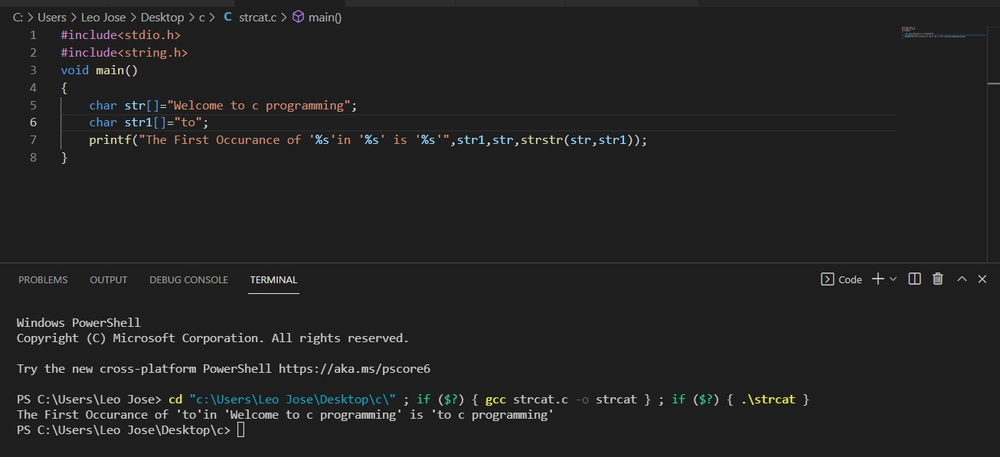 C: > Users > Leo Jose > Desktop > c > C strcat.c > main()
1 #include<stdio.h>
2 #include<string.h>
3 void main()
4 {
5     char str[]="Welcome to c programming";
6     char str1[]="to";
7     printf("The First Occurance of '%s'in '%s' is '%s'",str1,str,strstr(str,str1));
8 }
PROBLEMS OUTPUT DEBUG CONSOLE TERMINAL Code
Windows PowerShell
Copyright (C) Microsoft Corporation. All rights reserved.
Try the new cross-platform PowerShell https://aka.ms/pscore6
PS C:\Users\Leo Jose> cd "c:\Users\Leo Jose\Desktop\c\" ; if ($?) { gcc strcat.c -o strcat } ; if ($?) { .\strcat }
The First Occurance of 'to'in 'Welcome to c programming' is 'to c programming'
PS C:\Users\Leo Jose\Desktop\c>